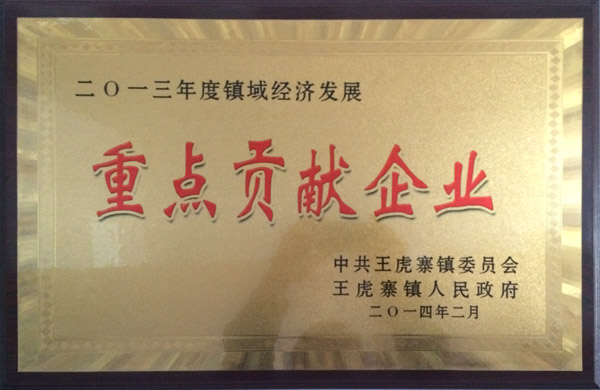 二〇一三年度镇域经济发展
重点贡献企业
中共王虎寨镇委员会
王虎寨镇人民政府
二〇一四年二月